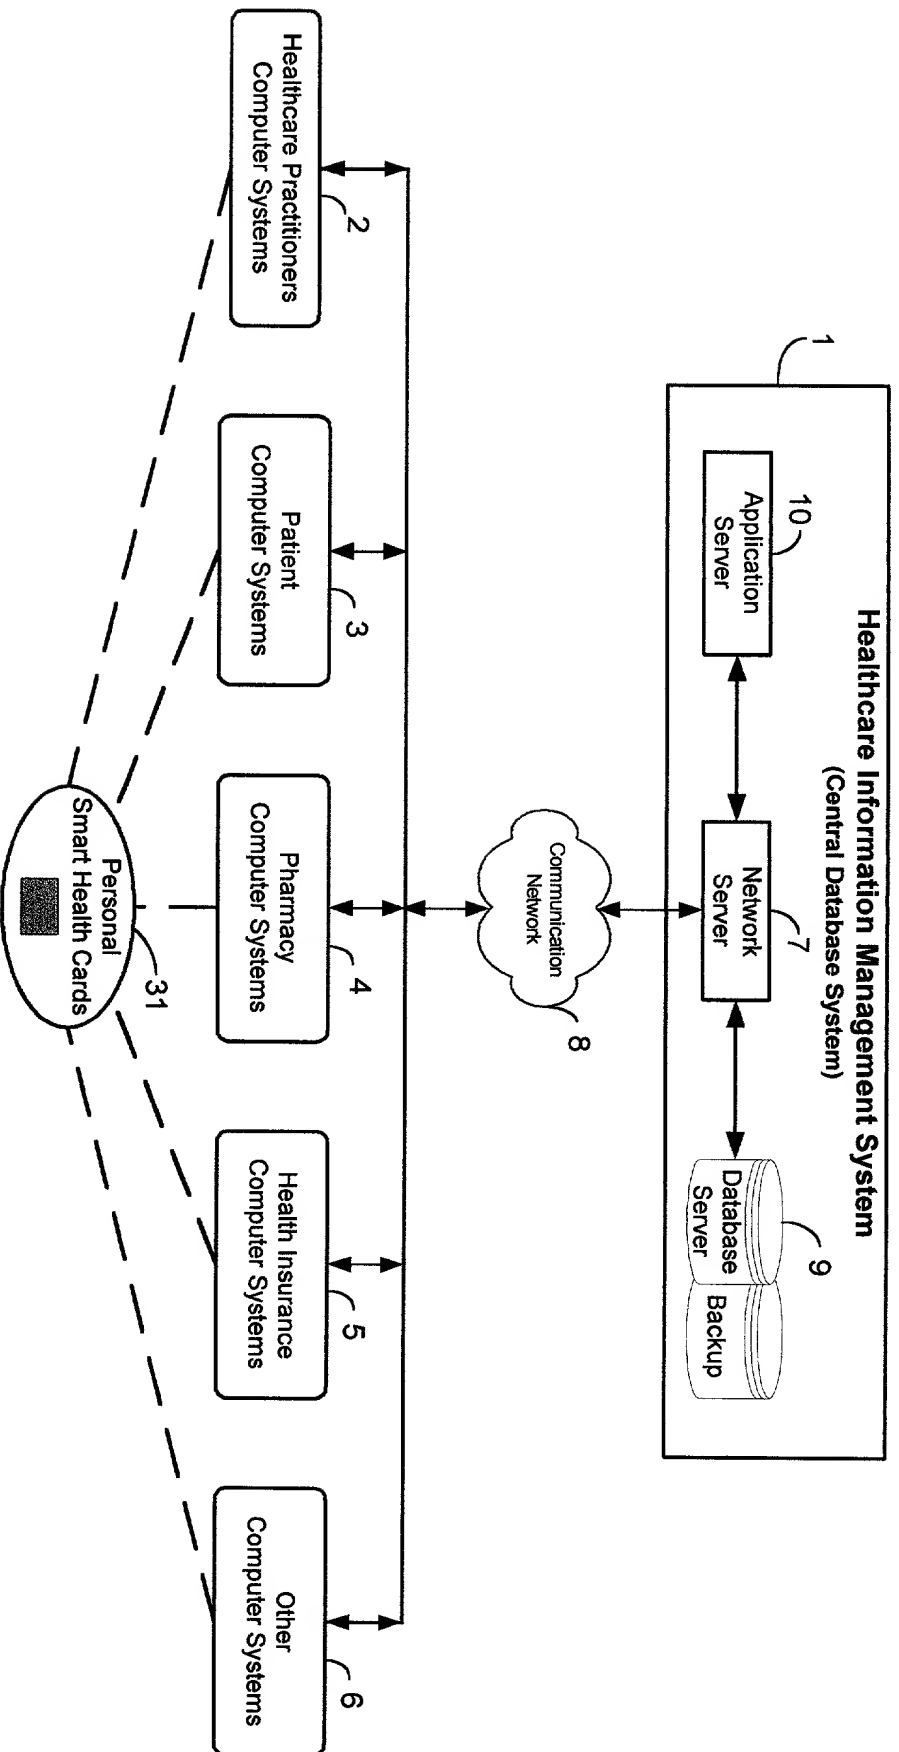 Healthcare Information Management System
(Central Database System)
1
10
Application
Server
7
Network
Server
9
Database
Server
Backup
Communication
Network
8
2
Healthcare Practitioners
Computer Systems
3
Patient
Computer Systems
4
Pharmacy
Computer Systems
5
Health Insurance
Computer Systems
6
Other
Computer Systems
31
Personal
Smart Health Cards